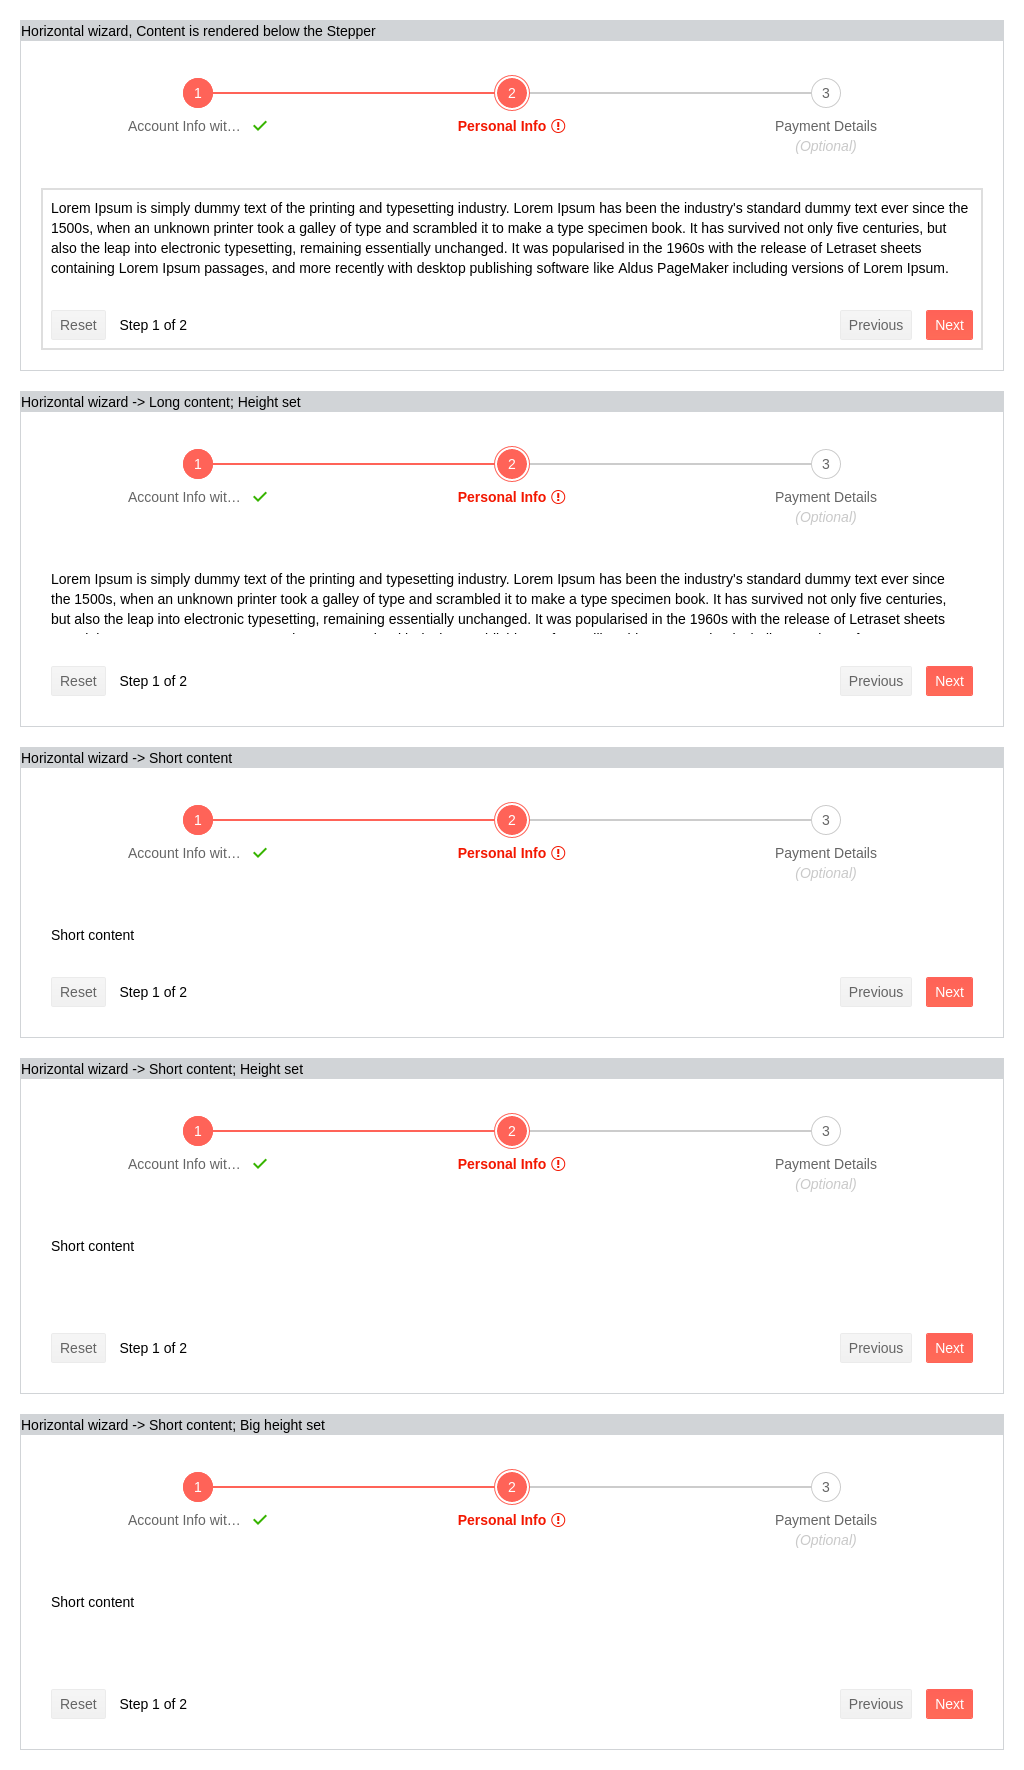 Horizontal wizard, Content is rendered below the Stepper
1
2
3
Account Info wit…
Personal Info
Payment Details
(Optional)
Lorem Ipsum is simply dummy text of the printing and typesetting industry. Lorem Ipsum has been the industry's standard dummy text ever since the
1500s, when an unknown printer took a galley of type and scrambled it to make a type specimen book. It has survived not only five centuries, but
also the leap into electronic typesetting, remaining essentially unchanged. It was popularised in the 1960s with the release of Letraset sheets
containing Lorem Ipsum passages, and more recently with desktop publishing software like Aldus PageMaker including versions of Lorem Ipsum.
Reset
Step 1 of 2
Previous
Next
Horizontal wizard -> Long content; Height set
1
2
3
Account Info wit…
Personal Info
Payment Details
(Optional)
Lorem Ipsum is simply dummy text of the printing and typesetting industry. Lorem Ipsum has been the industry's standard dummy text ever since
the 1500s, when an unknown printer took a galley of type and scrambled it to make a type specimen book. It has survived not only five centuries,
but also the leap into electronic typesetting, remaining essentially unchanged. It was popularised in the 1960s with the release of Letraset sheets
Reset
Step 1 of 2
Previous
Next
Horizontal wizard -> Short content
1
2
3
Account Info wit…
Personal Info
Payment Details
(Optional)
Short content
Reset
Step 1 of 2
Previous
Next
Horizontal wizard -> Short content; Height set
1
2
3
Account Info wit…
Personal Info
Payment Details
(Optional)
Short content
Reset
Step 1 of 2
Previous
Next
Horizontal wizard -> Short content; Big height set
1
2
3
Account Info wit…
Personal Info
Payment Details
(Optional)
Short content
Reset
Step 1 of 2
Previous
Next